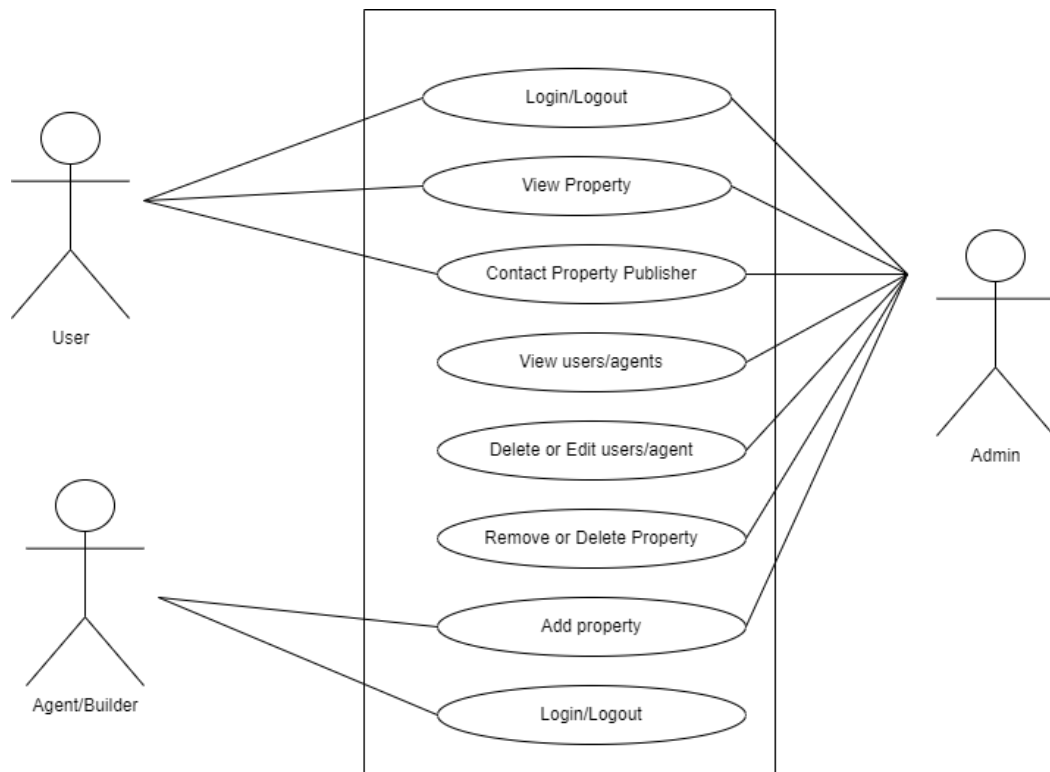 Login/Logout
View Property
Contact Property Publisher
User
View users/agents
Delete or Edit users/agent
Admin
Remove or Delete Property
Add property
Agent/Builder
Login/Logout